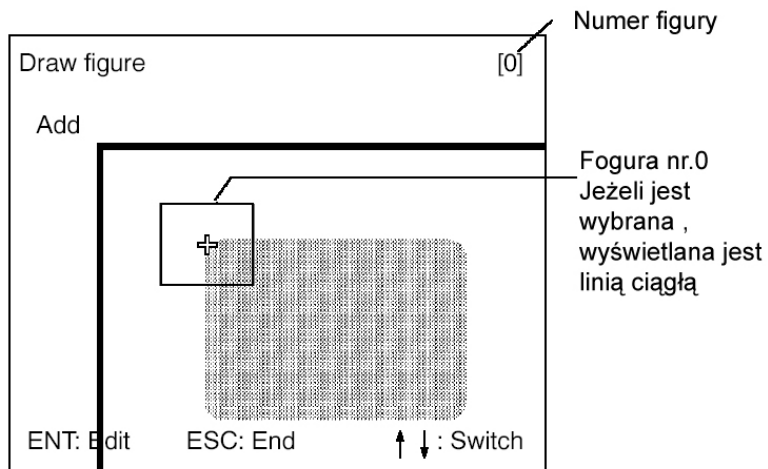 Numer figury
Draw figure [0]
Add
Fogura nr.0
Jeżeli jest
wybrana ,
wyświetlana jest
linią ciągłą
ENT: Edit ESC: End ↑ ↓ : Switch